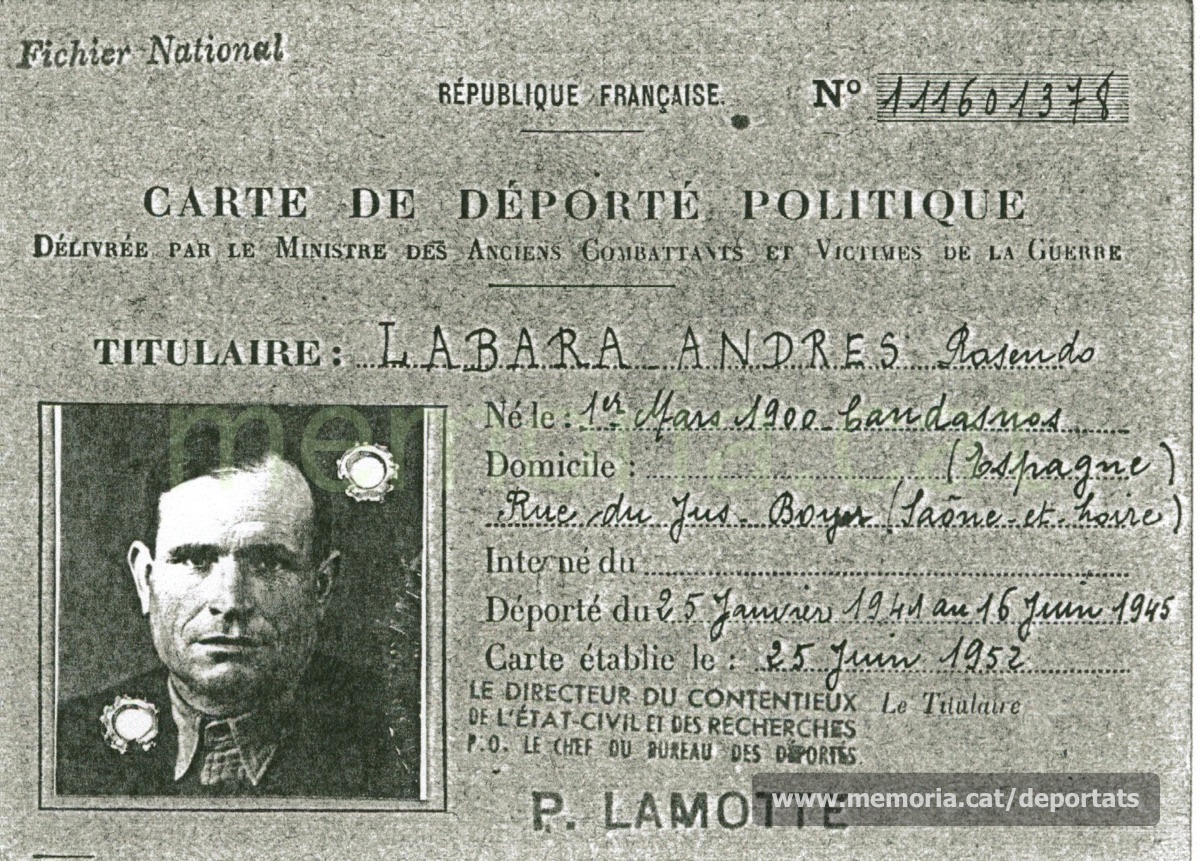 Fichier National
RÉPUBLIQUE FRANÇAISE.
Nº 111601378
CARTE DE DÉPORTÉ POLITIQUE
DÉLIVRÉE PAR LE MINISTRE DES ANCIENS COMBATTANTS ET VICTIMES DE LA GUERRE
TITULAIRE : LABARA ANDRES Rosendo
Né le : 1er Mars 1900 Candasnos
Domicile : (Espagne)
Rue du Jus Boyer (Saône-et-Loire)
Interné du
Déporté du 25 Janvier 1941 au 16 Juin 1945
Carte établie le : 25 Juin 1952
LE DIRECTEUR DU CONTENTIEUX
DE L'ÉTAT-CIVIL ET DES RECHERCHES
P.O. LE CHEF DU BUREAU DES DÉPORTÉS
Le Titulaire
P. LAMOTTE
www.memoria.cat/deportats
memoria.cat